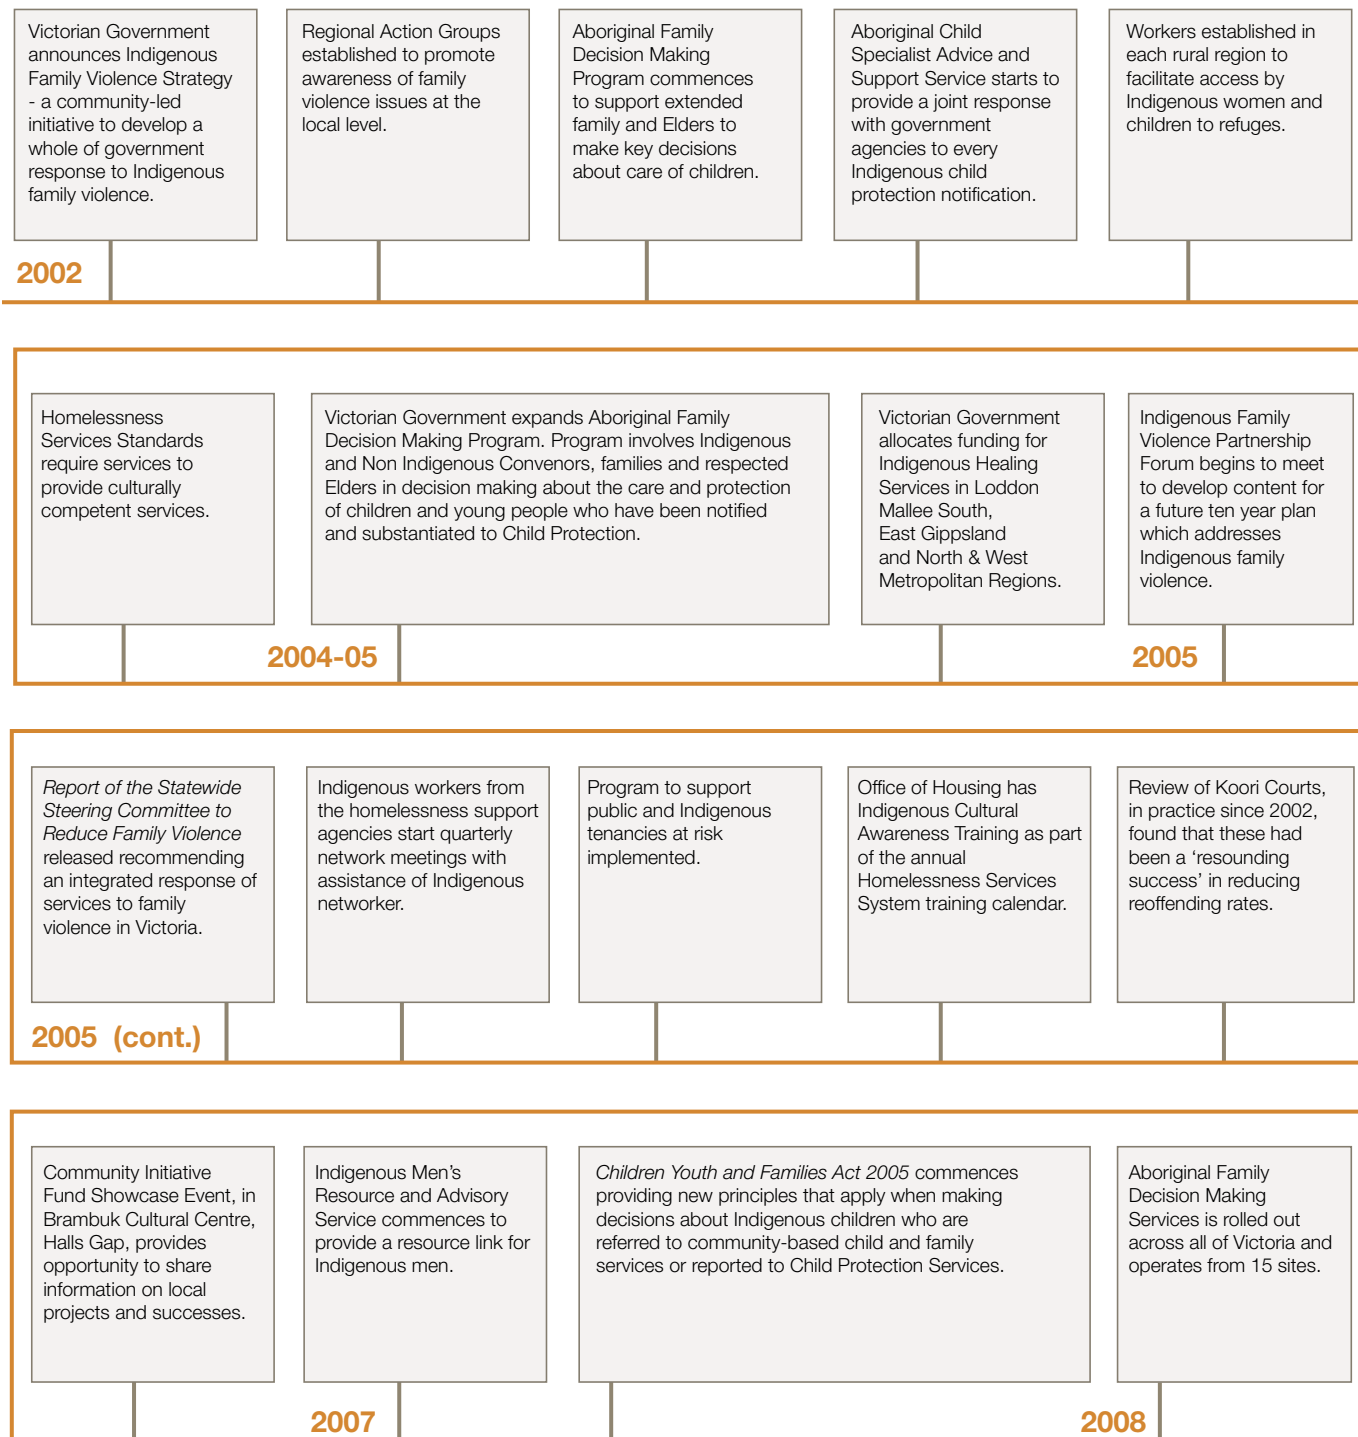 Victorian Government
announces Indigenous
Family Violence Strategy
- a community-led
initiative to develop a
whole of government
response to Indigenous
family violence.
Regional Action Groups
established to promote
awareness of family
violence issues at the
local level.
Aboriginal Family
Decision Making
Program commences
to support extended
family and Elders to
make key decisions
about care of children.
Aboriginal Child
Specialist Advice and
Support Service starts to
provide a joint response
with government
agencies to every
Indigenous child
protection notification.
Workers established in
each rural region to
facilitate access by
Indigenous women and
children to refuges.
2002
Homelessness
Services Standards
require services to
provide culturally
competent services.
Victorian Government expands Aboriginal Family
Decision Making Program. Program involves Indigenous
and Non Indigenous Convenors, families and respected
Elders in decision making about the care and protection
of children and young people who have been notified
and substantiated to Child Protection.
Victorian Government
allocates funding for
Indigenous Healing
Services in Loddon
Mallee South,
East Gippsland
and North & West
Metropolitan Regions.
Indigenous Family
Violence Partnership
Forum begins to meet
to develop content for
a future ten year plan
which addresses
Indigenous family
violence.
2004-05
2005
Report of the Statewide
Steering Committee to
Reduce Family Violence
released recommending
an integrated response of
services to family
violence in Victoria.
Indigenous workers from
the homelessness support
agencies start quarterly
network meetings with
assistance of Indigenous
networker.
Program to support
public and Indigenous
tenancies at risk
implemented.
Office of Housing has
Indigenous Cultural
Awareness Training as part
of the annual
Homelessness Services
System training calendar.
Review of Koori Courts,
in practice since 2002,
found that these had
been a ‘resounding
success’ in reducing
reoffending rates.
2005 (cont.)
Community Initiative
Fund Showcase Event, in
Brambuk Cultural Centre,
Halls Gap, provides
opportunity to share
information on local
projects and successes.
Indigenous Men’s
Resource and Advisory
Service commences to
provide a resource link for
Indigenous men.
Children Youth and Families Act 2005 commences
providing new principles that apply when making
decisions about Indigenous children who are
referred to community-based child and family
services or reported to Child Protection Services.
Aboriginal Family
Decision Making
Services is rolled out
across all of Victoria and
operates from 15 sites.
2007
2008